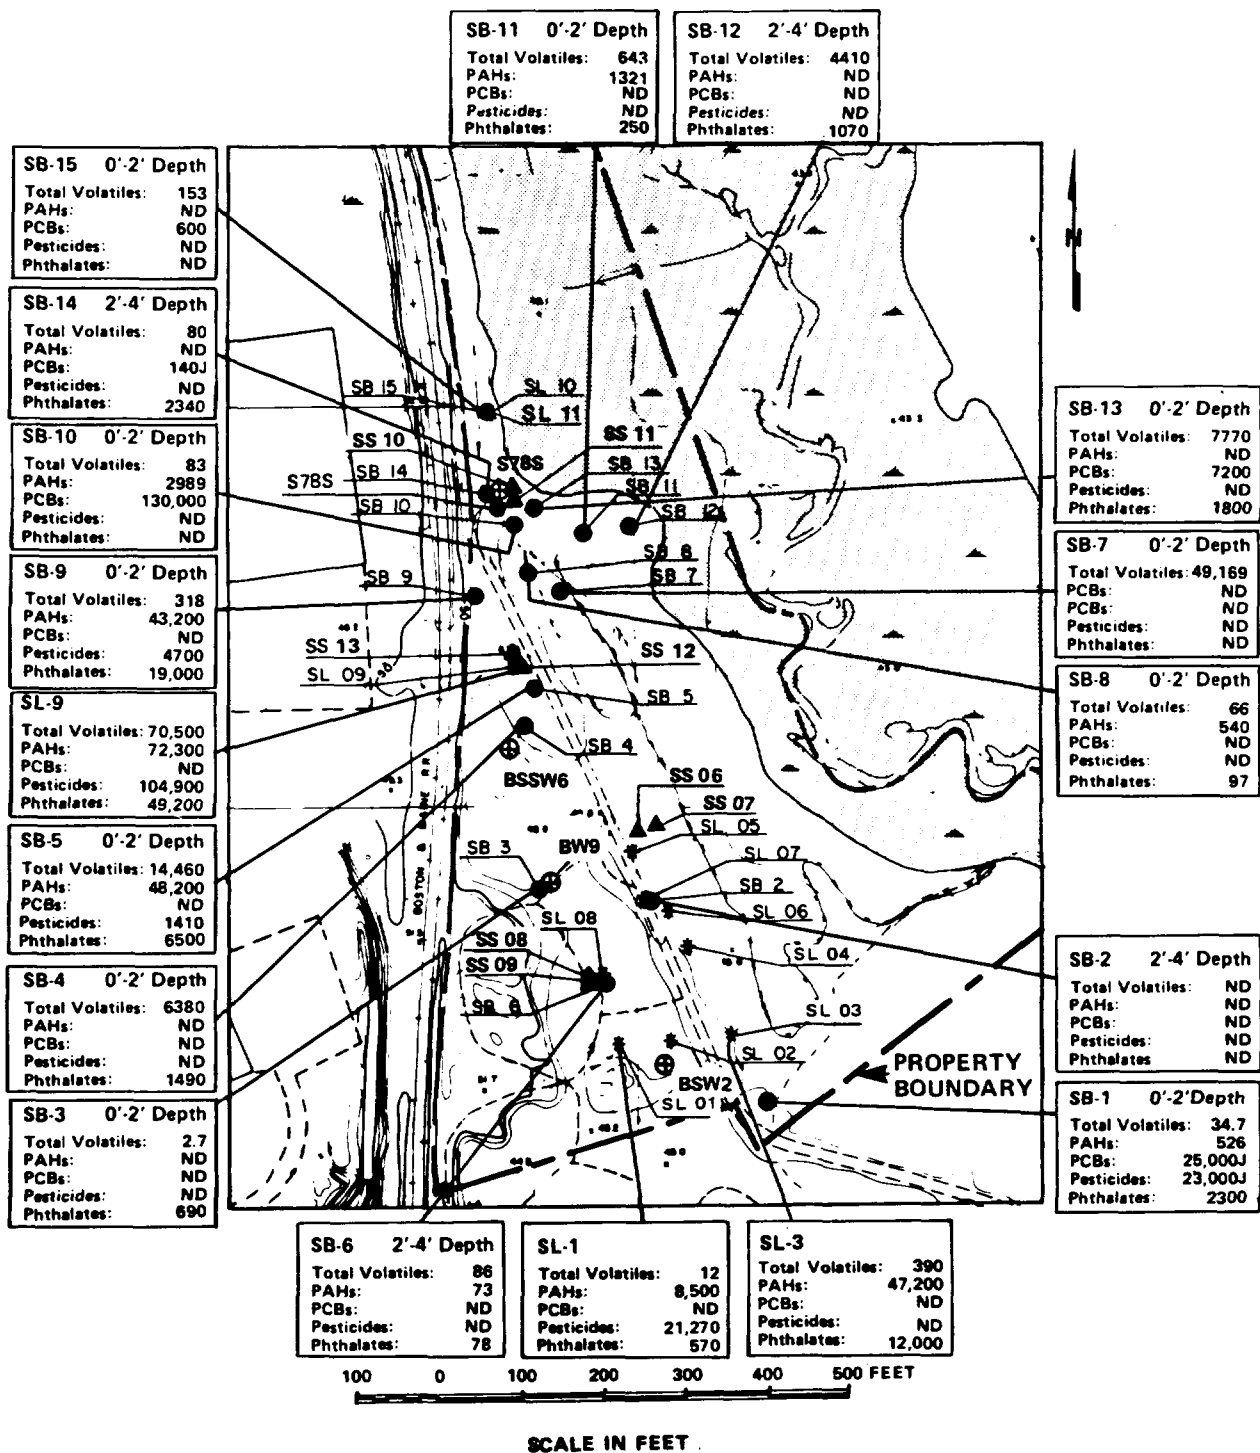 SB-11 0'-2' Depth
Total Volatiles: 643
PAHs: 1321
PCBs: ND
Pesticides: ND
Phthalates: 250
SB-12 2'-4' Depth
Total Volatiles: 4410
PAHs: ND
PCBs: ND
Pesticides: ND
Phthalates: 1070
SB-15 0'-2' Depth
Total Volatiles: 153
PAHs: ND
PCBs: 600
Pesticides: ND
Phthalates: ND
SB-14 2'-4' Depth
Total Volatiles: 80
PAHs: ND
PCBs: 140J
Pesticides: ND
Phthalates: 2340
SB-10 0'-2' Depth
Total Volatiles: 83
PAHs: 2989
PCBs: 130,000
Pesticides: ND
Phthalates: ND
SB-9 0'-2' Depth
Total Volatiles: 318
PAHs: 43,200
PCBs: ND
Pesticides: 4700
Phthalates: 19,000
SL-9
Total Volatiles: 70,500
PAHs: 72,300
PCBs: ND
Pesticides: 104,900
Phthalates: 49,200
SB-5 0'-2' Depth
Total Volatiles: 14,460
PAHs: 48,200
PCBs: ND
Pesticides: 1410
Phthalates: 6500
SB-4 0'-2' Depth
Total Volatiles: 6380
PAHs: ND
PCBs: ND
Pesticides: ND
Phthalates: 1490
SB-3 0'-2' Depth
Total Volatiles: 2.7
PAHs: ND
PCBs: ND
Pesticides: ND
Phthalates: 690
N
SB 15
SL 10
SL 11
SS 10
S78S
SS 11
SB 14
SB 13
S78S
SB 11
SB 10
SB 12
SB 8
SB 9
SB 7
SS 13
SS 12
SL 09
SB 5
SB 4
BSSW6
SS 06
SS 07
SL 05
SB 3
BW9
SL 07
SB 2
SL 06
SL 08
SS 08
SS 09
SL 04
SB 6
SL 03
SL 02
BSW2
SL 01
BOSTON & MAINE RR
PROPERTY
BOUNDARY
SB-13 0'-2' Depth
Total Volatiles: 7770
PAHs: ND
PCBs: 7200
Pesticides: ND
Phthalates: 1800
SB-7 0'-2' Depth
Total Volatiles: 49,169
PCBs: ND
PCBs: ND
Pesticides: ND
Phthalates: ND
SB-8 0'-2' Depth
Total Volatiles: 66
PAHs: 540
PCBs: ND
Pesticides: ND
Phthalates: 97
SB-2 2'-4' Depth
Total Volatiles: ND
PAHs: ND
PCBs: ND
Pesticides: ND
Phthalates ND
SB-1 0'-2'Depth
Total Volatiles: 34.7
PAHs: 526
PCBs: 25,000J
Pesticides: 23,000J
Phthalates: 2300
SB-6 2'-4' Depth
Total Volatiles: 86
PAHs: 73
PCBs: ND
Pesticides: ND
Phthalates: 78
SL-1
Total Volatiles: 12
PAHs: 8,500
PCBs: ND
Pesticides: 21,270
Phthalates: 570
SL-3
Total Volatiles: 390
PAHs: 47,200
PCBs: ND
Pesticides: ND
Phthalates: 12,000
100 0 100 200 300 400 500 FEET
SCALE IN FEET